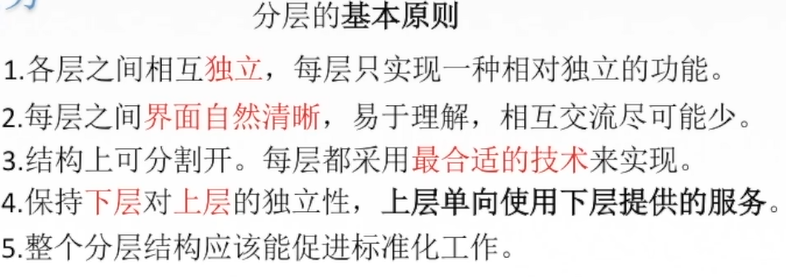 分层的基本原则
1.各层之间相互独立，每层只实现一种相对独立的功能。
2.每层之间界面自然清晰，易于理解，相互交流尽可能少。
3.结构上可分割开。每层都采用最合适的技术来实现。
4.保持下层对上层的独立性，上层单向使用下层提供的服务。
5.整个分层结构应该能促进标准化工作。